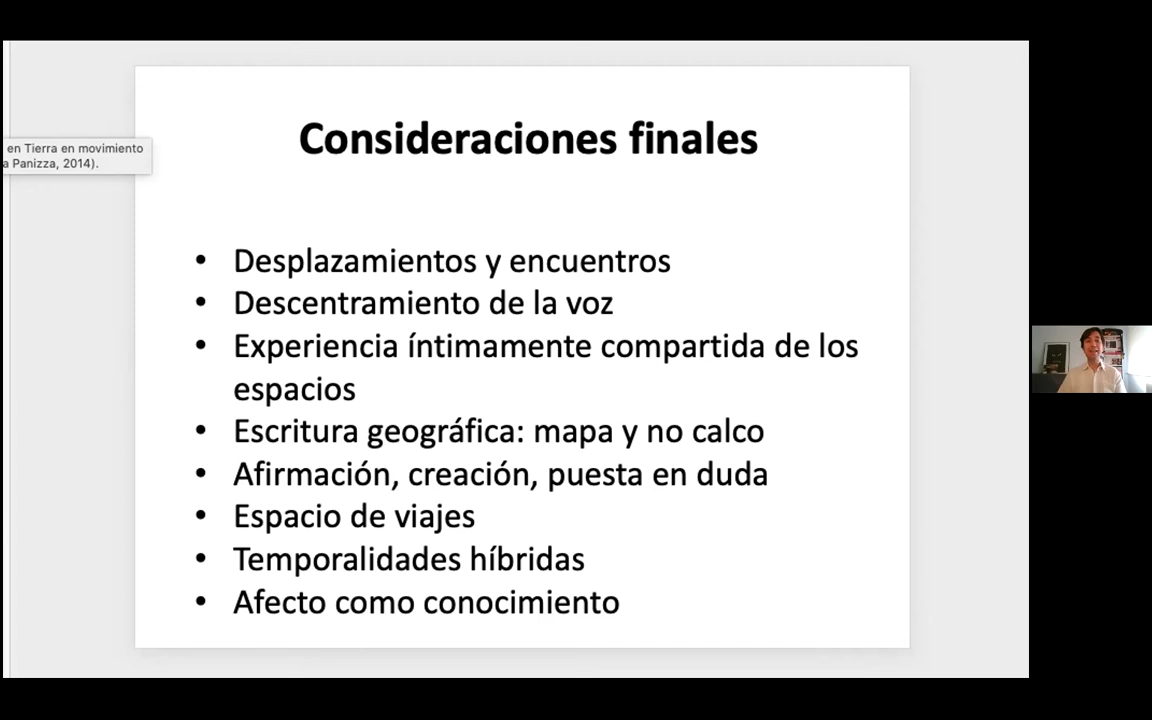 Consideraciones finales
en Tierra en movimiento
a Panizza, 2014).
• Desplazamientos y encuentros
• Descentramiento de la voz
• Experiencia íntimamente compartida de los
espacios
• Escritura geográfica: mapa y no calco
• Afirmación, creación, puesta en duda
• Espacio de viajes
• Temporalidades híbridas
• Afecto como conocimiento